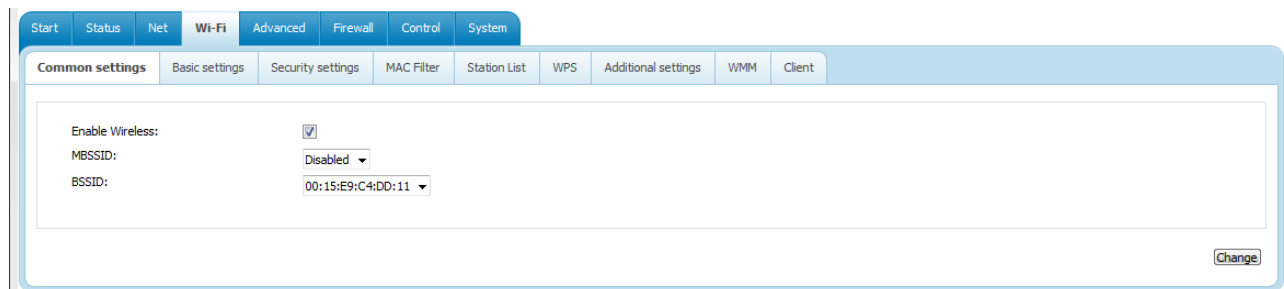 Start Status Net Wi-Fi Advanced Firewall Control System
Common settings Basic settings Security settings MAC Filter Station List WPS Additional settings WMM Client
Enable Wireless:
MBSSID: Disabled
BSSID: 00:15:E9:C4:DD:11
Change